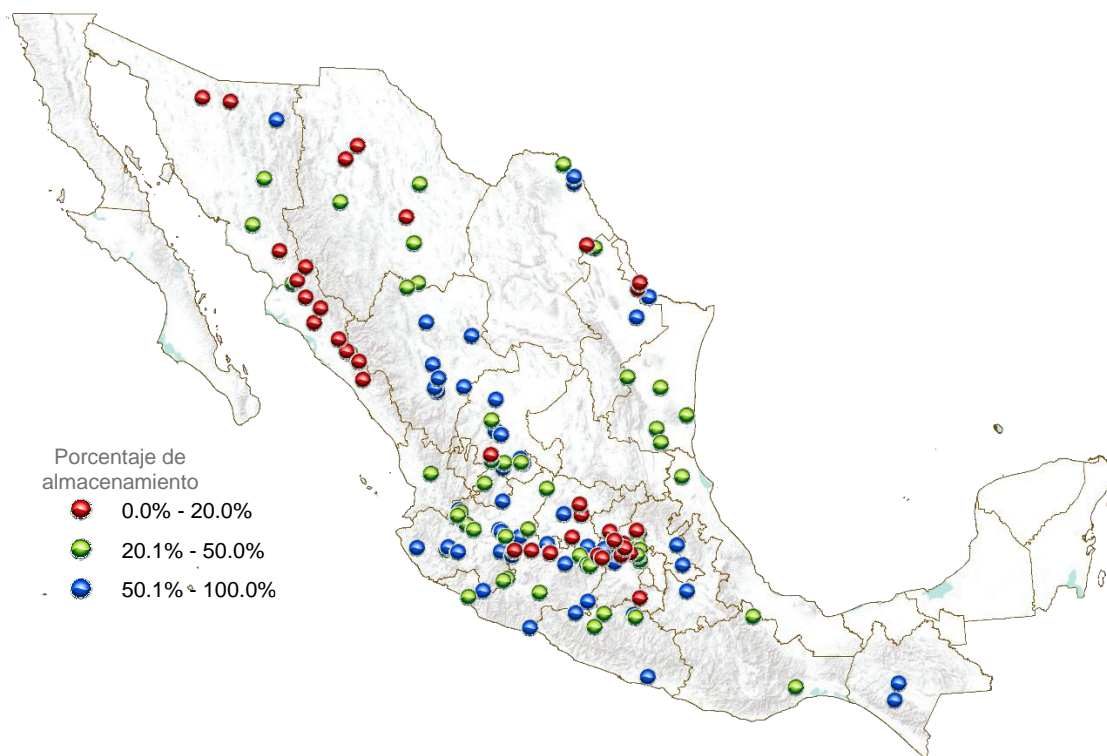 Porcentaje de
almacenamiento
0.0% - 20.0%
20.1% - 50.0%
50.1% - 100.0%